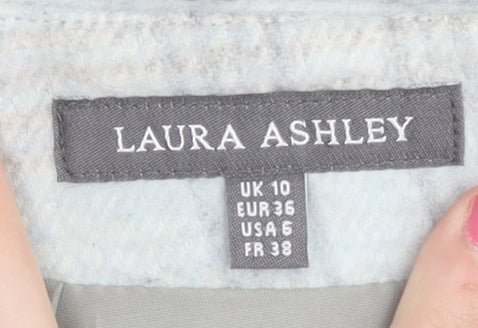 LAURA ASHLEY
UK 10
EUR 36
USA 6
FR 38